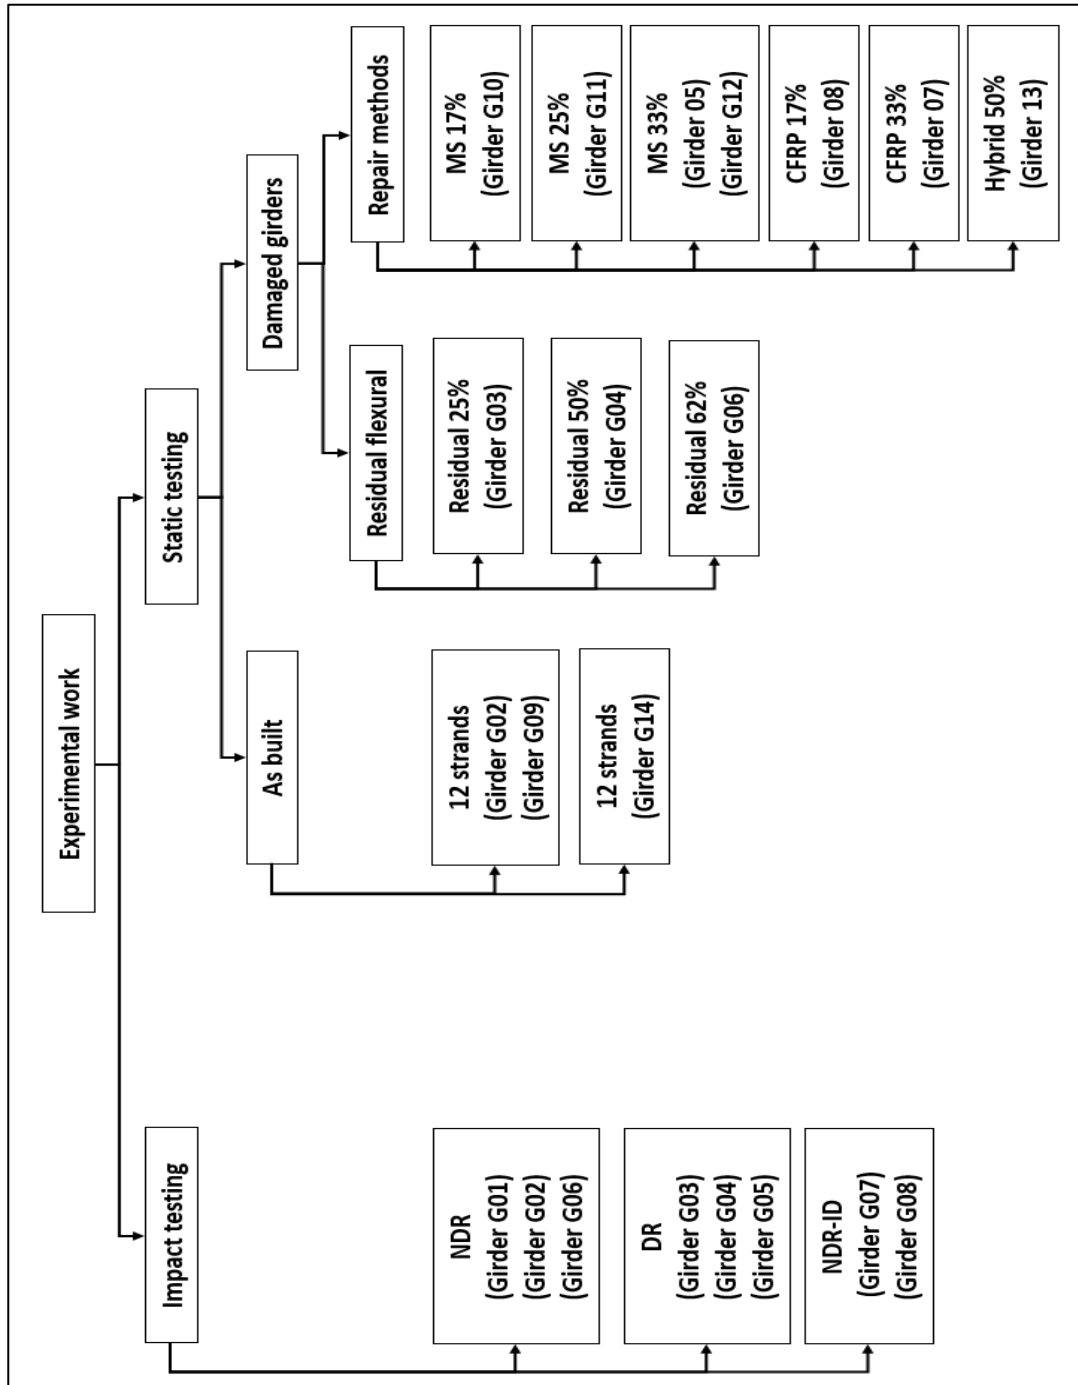 Experimental work
Impact testing
NDR
(Girder G01)
(Girder G02)
(Girder G06)
DR
(Girder G03)
(Girder G04)
(Girder G05)
NDR-ID
(Girder G07)
(Girder G08)
Static testing
As built
12 strands
(Girder G02)
(Girder G09)
12 strands
(Girder G14)
Damaged girders
Residual flexural
Residual 25%
(Girder G03)
Residual 50%
(Girder G04)
Residual 62%
(Girder G06)
Repair methods
MS 17%
(Girder G10)
MS 25%
(Girder G11)
MS 33%
(Girder 05)
(Girder G12)
CFRP 17%
(Girder 08)
CFRP 33%
(Girder 07)
Hybrid 50%
(Girder 13)